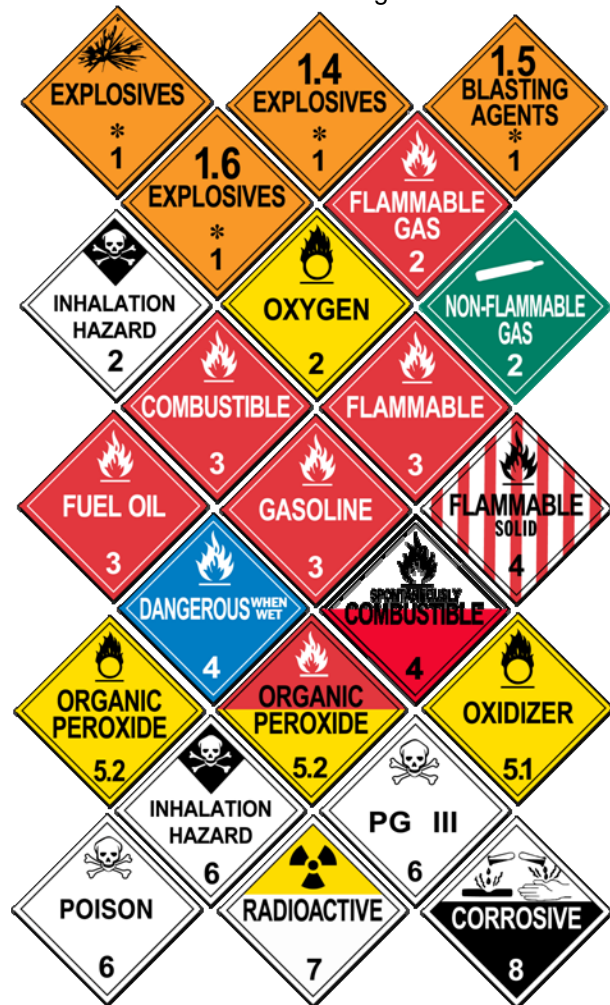 EXPLOSIVES
*
1
1.4
EXPLOSIVES
*
1
1.5
BLASTING
AGENTS
*
1
1.6
EXPLOSIVES
*
1
FLAMMABLE
GAS
2
INHALATION
HAZARD
2
OXYGEN
2
NON-FLAMMABLE
GAS
2
COMBUSTIBLE
3
FLAMMABLE
3
FUEL OIL
3
GASOLINE
3
FLAMMABLE
SOLID
4
DANGEROUS WHEN
WET
4
SPONTANEOUSLY
COMBUSTIBLE
4
ORGANIC
PEROXIDE
5.2
ORGANIC
PEROXIDE
5.2
OXIDIZER
5.1
INHALATION
HAZARD
6
PG III
6
POISON
6
RADIOACTIVE
7
CORROSIVE
8